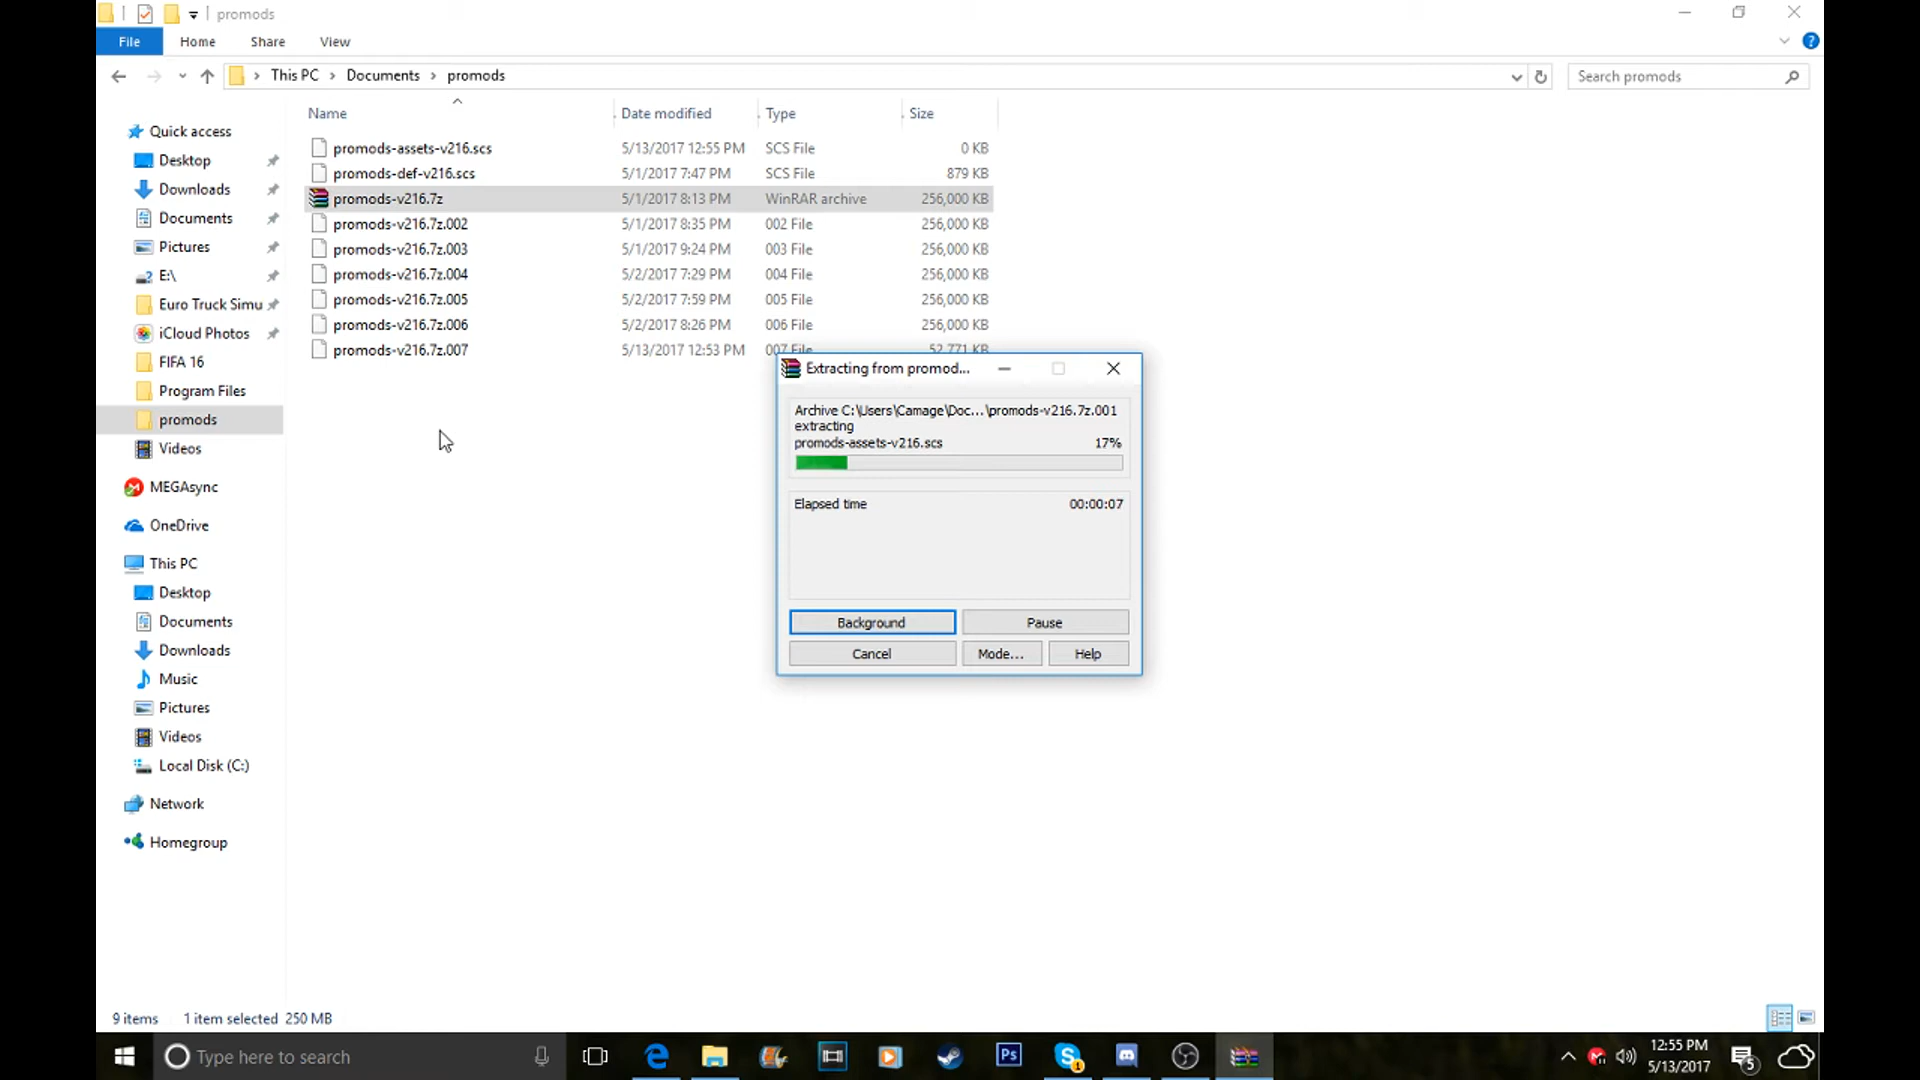 promods
File Home Share View
This PC Documents promods
Search promods
Name Date modified Type Size
promods-assets-v216.scs 5/13/2017 12:55 PM SCS File 0 KB
promods-def-v216.scs 5/1/2017 7:47 PM SCS File 879 KB
promods-v216.7z 5/1/2017 8:13 PM WinRAR archive 256,000 KB
promods-v216.7z.002 5/1/2017 8:35 PM 002 File 256,000 KB
promods-v216.7z.003 5/1/2017 9:24 PM 003 File 256,000 KB
promods-v216.7z.004 5/2/2017 7:29 PM 004 File 256,000 KB
promods-v216.7z.005 5/2/2017 7:59 PM 005 File 256,000 KB
promods-v216.7z.006 5/2/2017 8:26 PM 006 File 256,000 KB
promods-v216.7z.007 5/13/2017 12:53 PM 007 File 52,771 KB
Quick access
Desktop
Downloads
Documents
Pictures
E:\
Euro Truck Simu
iCloud Photos
FIFA 16
Program Files
promods
Videos
MEGAsync
OneDrive
This PC
Desktop
Documents
Downloads
Music
Pictures
Videos
Local Disk (C:)
Network
Homegroup
Extracting from promod...
Archive C:\Users\Camage\Doc...\promods-v216.7z.001
extracting
promods-assets-v216.scs 17%
Elapsed time 00:00:07
Background Pause
Cancel Mode... Help
9 items 1 item selected 250 MB
Type here to search
Ps
1
12:55 PM
5/13/2017
5